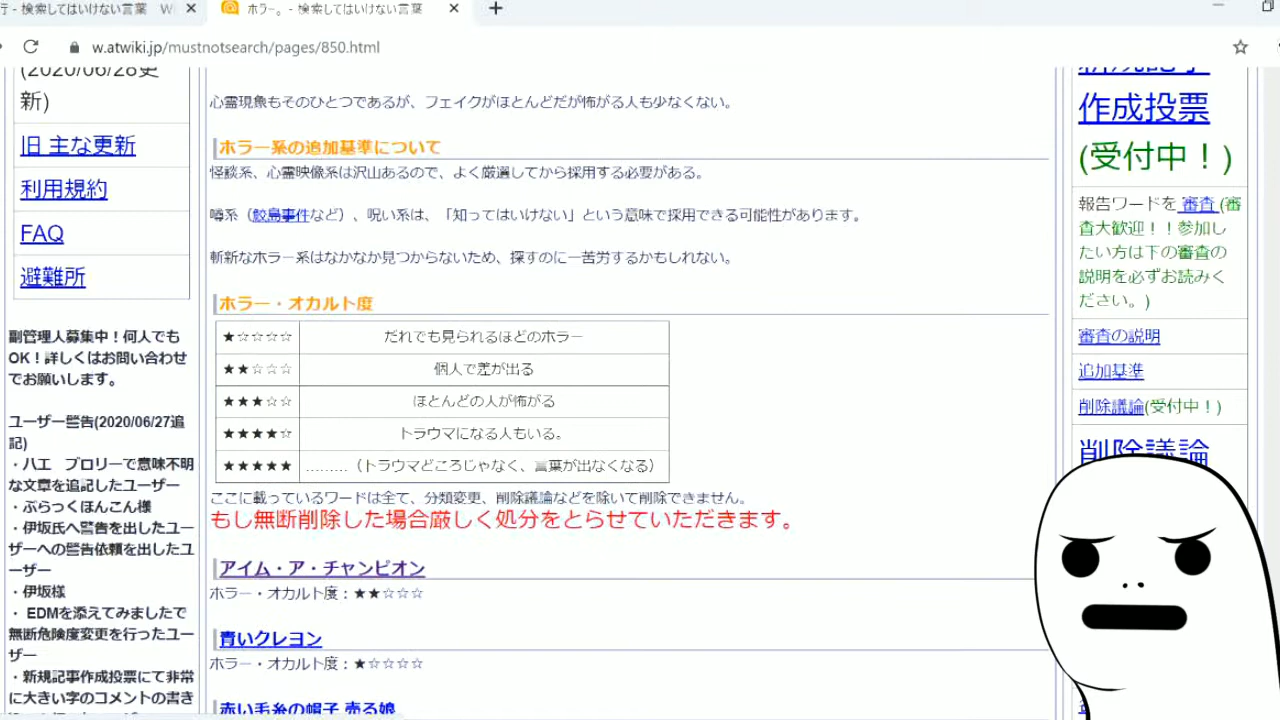 行 - 検索してはいけない言葉 W
ホラー。 - 検索してはいけない言葉
w.atwiki.jp/mustnotsearch/pages/850.html
(2020/06/28更
新)
旧 主な更新
利用規約
FAQ
避難所
副管理人募集中！何人でも
OK！詳しくはお問い合わせ
でお願いします。
ユーザー警告(2020/06/27追
記)
・ハエ　ブロリーで意味不明
な文章を追記したユーザー
・ぶらっくほんこん様
・伊坂氏へ警告を出したユー
ザーへの警告依頼を出したユ
ーザー
・伊坂様
・ EDMを添えてみましたで
無断危険度変更を行ったユー
ザー
・新規記事作成投票にて非常
に大きい字のコメントの書き
心霊現象もそのひとつであるが、フェイクがほとんどだが怖がる人も少なくない。
ホラー系の追加基準について
怪談系、心霊映像系は沢山あるので、よく厳選してから採用する必要がある。
噂系（鮫島事件など）、呪い系は、「知ってはいけない」という意味で採用できる可能性があります。
斬新なホラー系はなかなか見つからないため、探すのに一苦労するかもしれない。
ホラー・オカルト度
★☆☆☆☆ だれでも見られるほどのホラー
★★☆☆☆ 個人で差が出る
★★★☆☆ ほとんどの人が怖がる
★★★★☆ トラウマになる人もいる。
★★★★★ ………（トラウマどころじゃなく、言葉が出なくなる）
ここに載っているワードは全て、分類変更、削除議論などを除いて削除できません。
もし無断削除した場合厳しく処分をとらせていただきます。
アイム・ア・チャンピオン
ホラー・オカルト度：★★☆☆☆
青いクレヨン
ホラー・オカルト度：★☆☆☆☆
赤い毛糸の帽子 売る娘
新規記事
作成投票
(受付中！)
報告ワードを 審査 (審
査大歓迎！！参加し
たい方は下の審査の
説明を必ずお読みく
ださい。)
審査の説明
追加基準
削除議論(受付中！)
削除議論